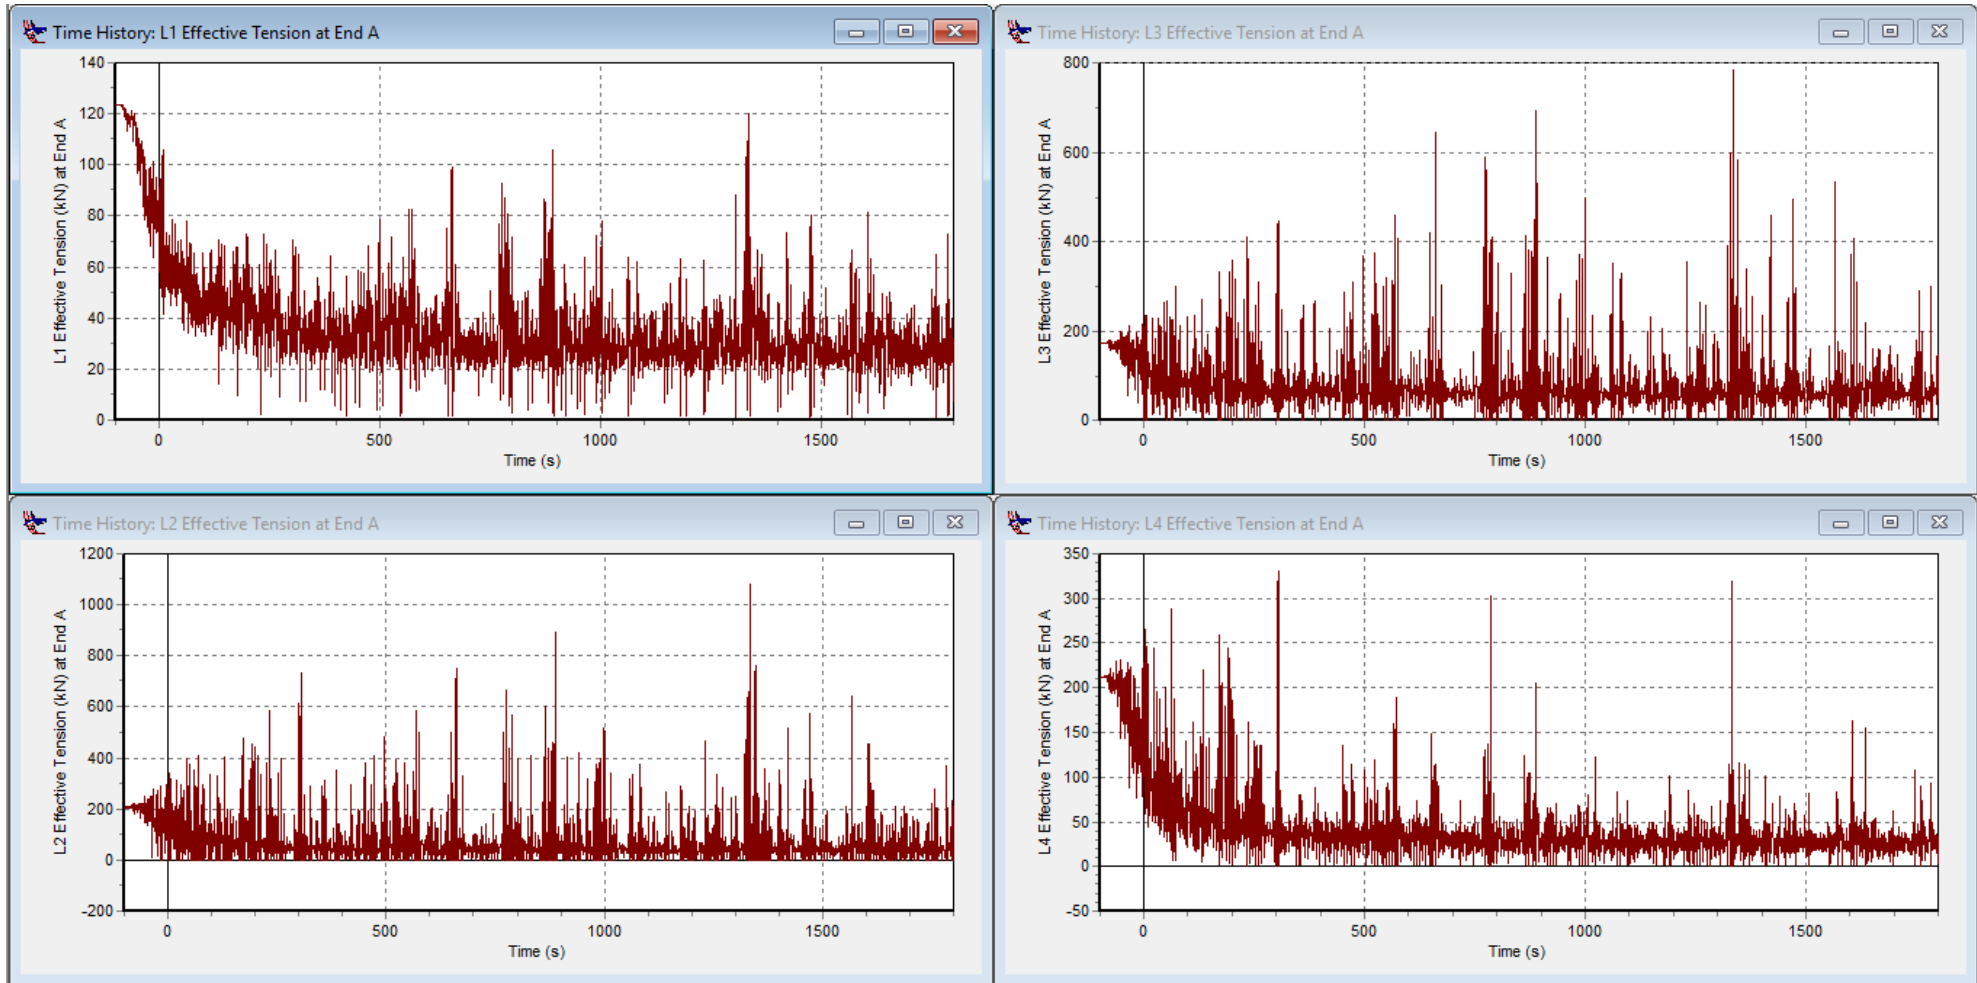 Time History: L1 Effective Tension at End A
L1 Effective Tension (kN) at End A
140
120
100
80
60
40
20
0
0 500 1000 1500
Time (s)
Time History: L3 Effective Tension at End A
L3 Effective Tension (kN) at End A
800
600
400
200
0
0 500 1000 1500
Time (s)
Time History: L2 Effective Tension at End A
L2 Effective Tension (kN) at End A
1200
1000
800
600
400
200
0
-200
0 500 1000 1500
Time (s)
Time History: L4 Effective Tension at End A
L4 Effective Tension (kN) at End A
350
300
250
200
150
100
50
0
-50
0 500 1000 1500
Time (s)